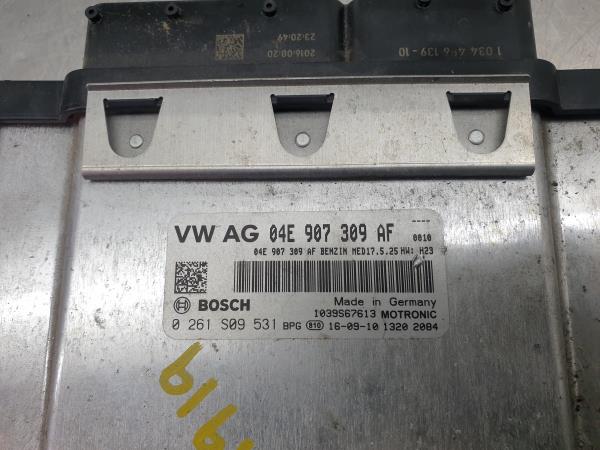 23:20:49
2016:08:20
1 034 486 139-10
VW AG 04E 907 309 AF
----
0010
04E 907 309 AF BENZIN MED17.5.25 HW: H23
BOSCH
Made in Germany
1039S67613 MOTRONIC
0 261 S09 531 BPG 810 16-09-10 1320 2084